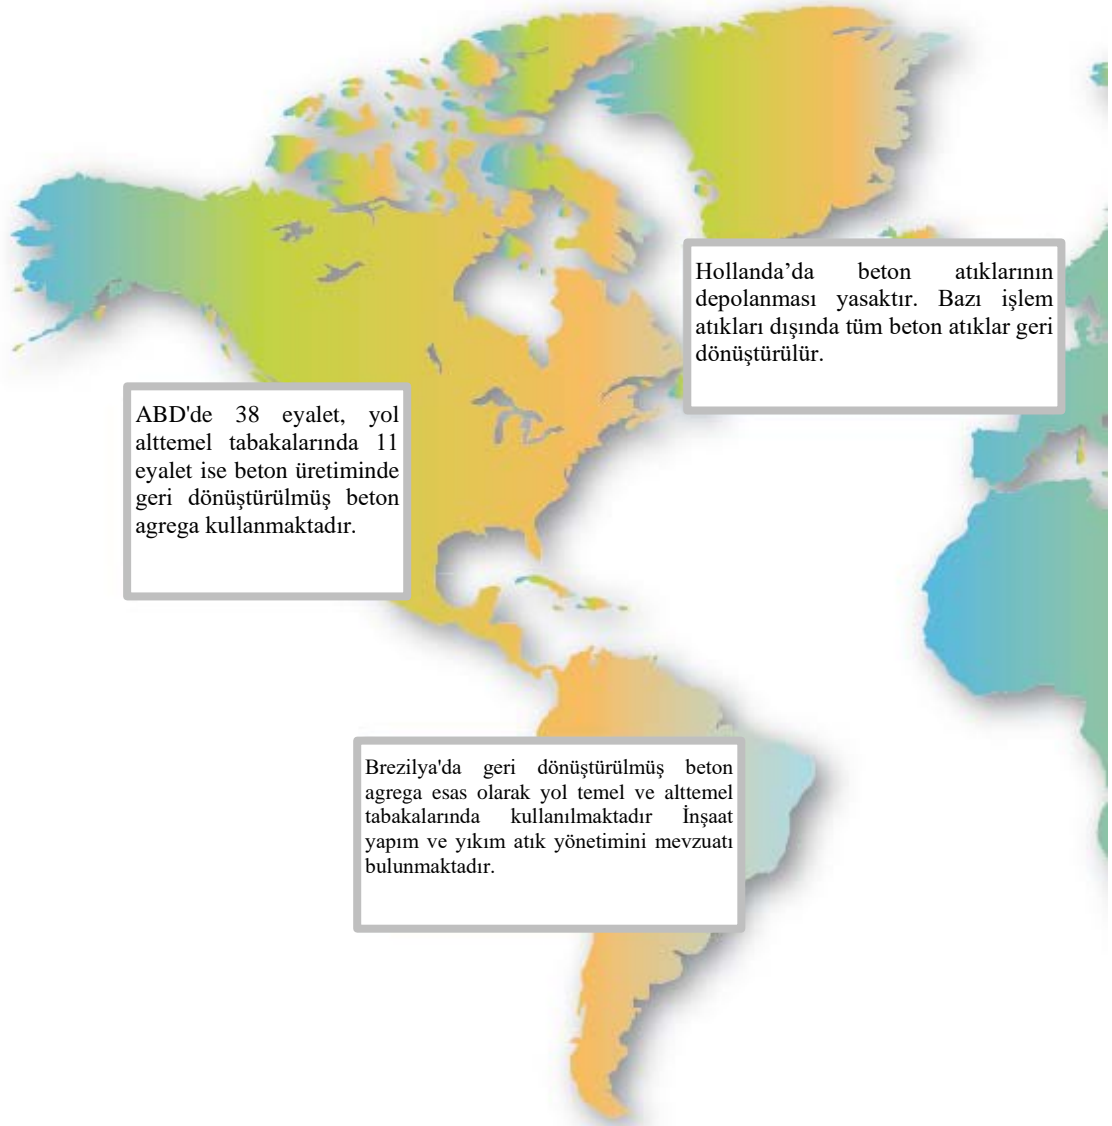 Hollanda’da beton atıklarının
depolanması yasaktır. Bazı işlem
atıkları dışında tüm beton atıklar geri
dönüştürülür.
ABD'de 38 eyalet, yol
alttemel tabakalarında 11
eyalet ise beton üretiminde
geri dönüştürülmüş beton
agrega kullanmaktadır.
Brezilya'da geri dönüştürülmüş beton
agrega esas olarak yol temel ve alttemel
tabakalarında kullanılmaktadır İnşaat
yapım ve yıkım atık yönetimini mevzuatı
bulunmaktadır.